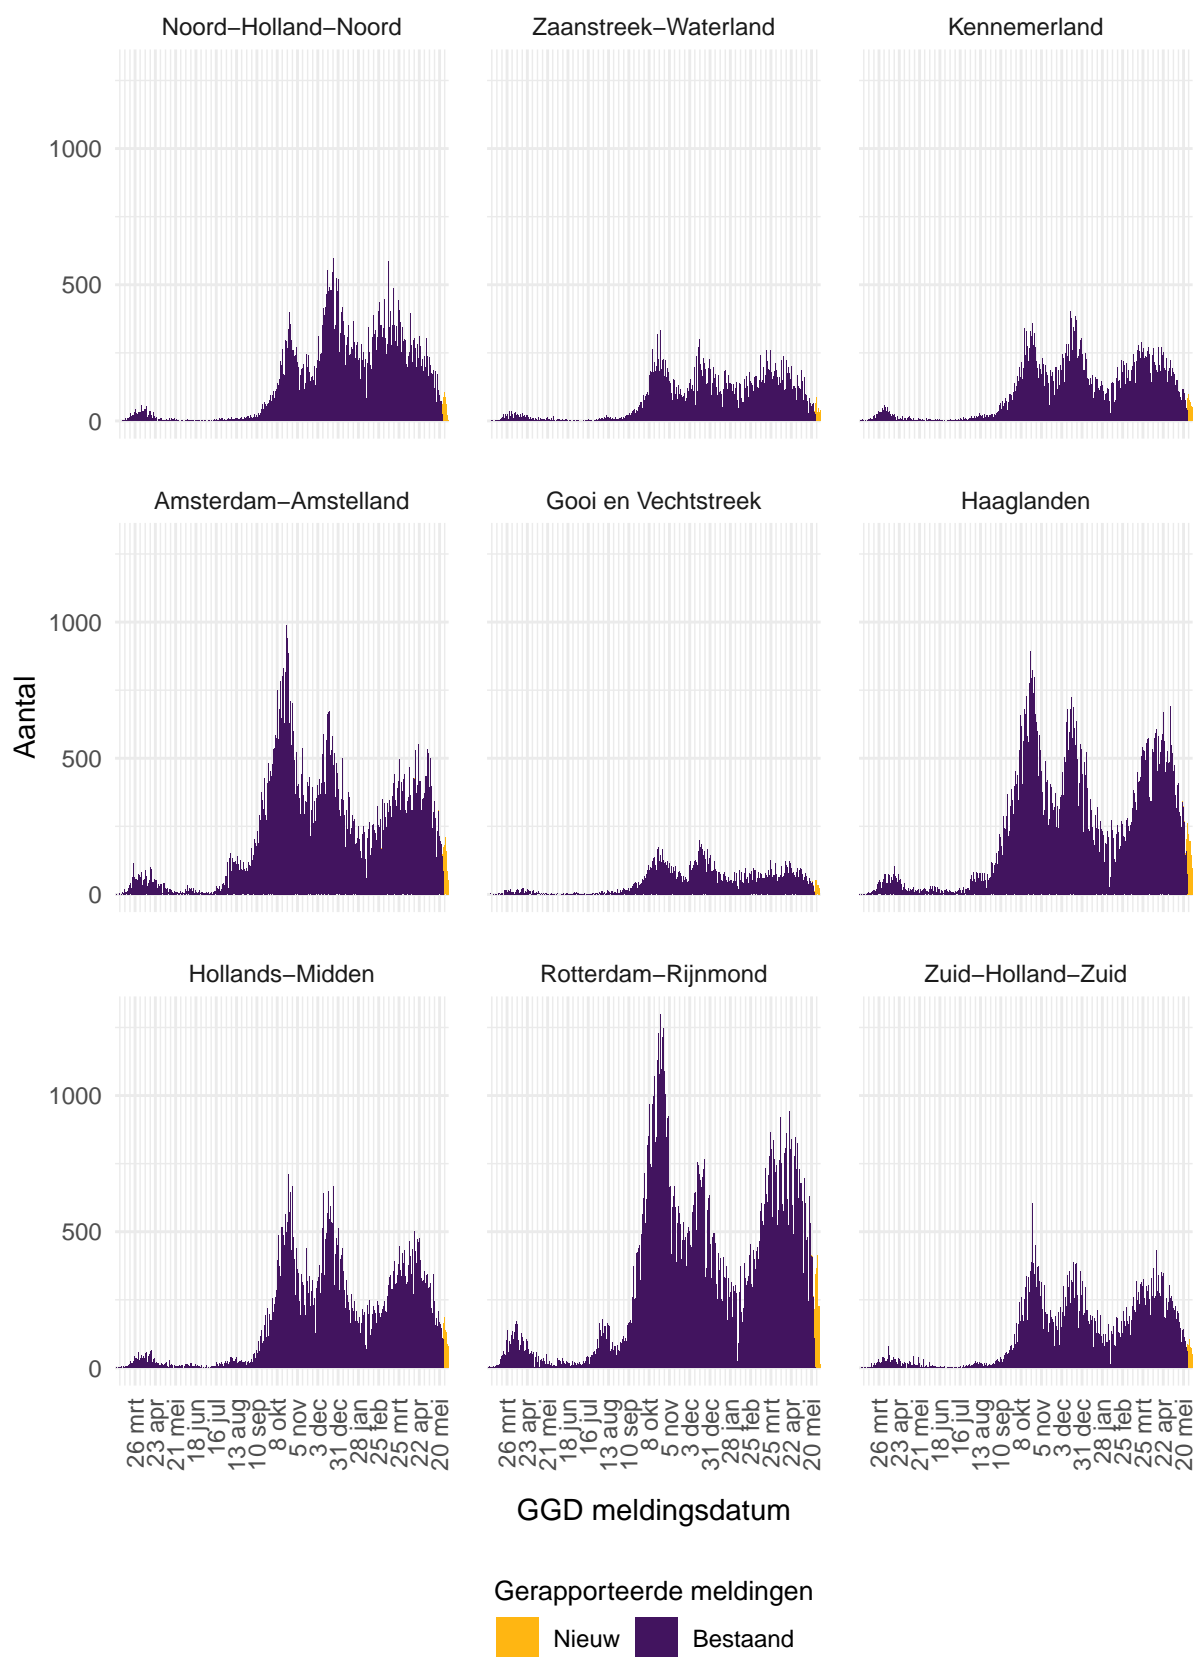 Noord−Holland−Noord Zaanstreek−Waterland Kennemerland
1000
500
0
Amsterdam−Amstelland Gooi en Vechtstreek Haaglanden
1000
500
0
Aantal
Hollands−Midden Rotterdam−Rijnmond Zuid−Holland−Zuid
1000
500
0
26 mrt 23 apr 21 mei 18 jun 16 jul 13 aug 10 sep 8 okt 5 nov 3 dec 31 dec 28 jan 25 feb 25 mrt 22 apr 20 mei
26 mrt 23 apr 21 mei 18 jun 16 jul 13 aug 10 sep 8 okt 5 nov 3 dec 31 dec 28 jan 25 feb 25 mrt 22 apr 20 mei
26 mrt 23 apr 21 mei 18 jun 16 jul 13 aug 10 sep 8 okt 5 nov 3 dec 31 dec 28 jan 25 feb 25 mrt 22 apr 20 mei
GGD meldingsdatum
Gerapporteerde meldingen
Nieuw Bestaand